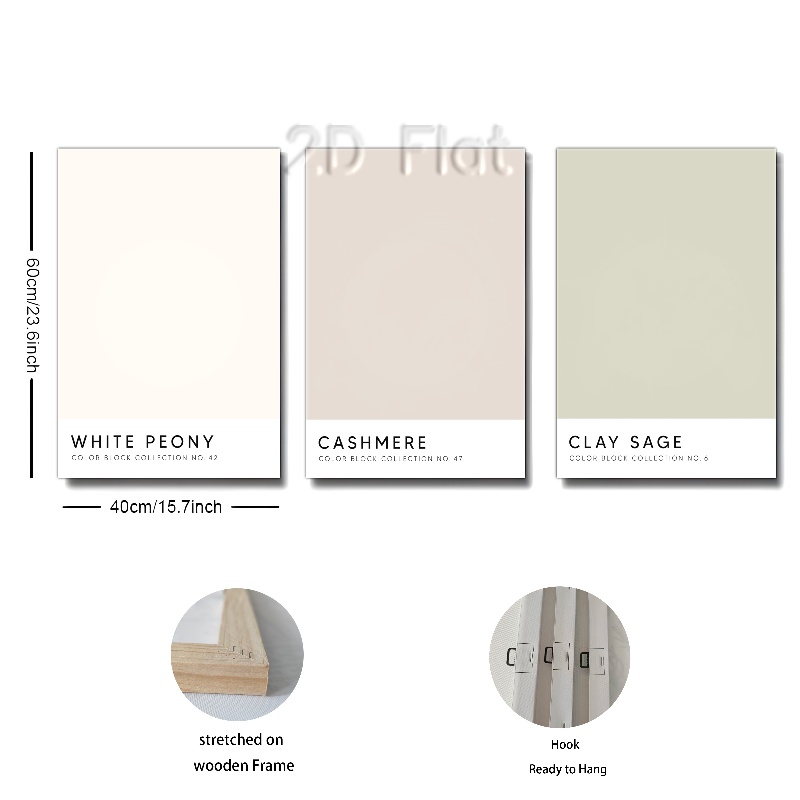 2D Flat
60cm/23.6inch
WHITE PEONY
COLOR BLOCK COLLECTION NO. 42
CASHMERE
COLOR BLOCK COLLECTION NO. 47
CLAY SAGE
COLOR BLOCK COLLECTION NO. 6
40cm/15.7inch
stretched on
wooden Frame
Hook
Ready to Hang